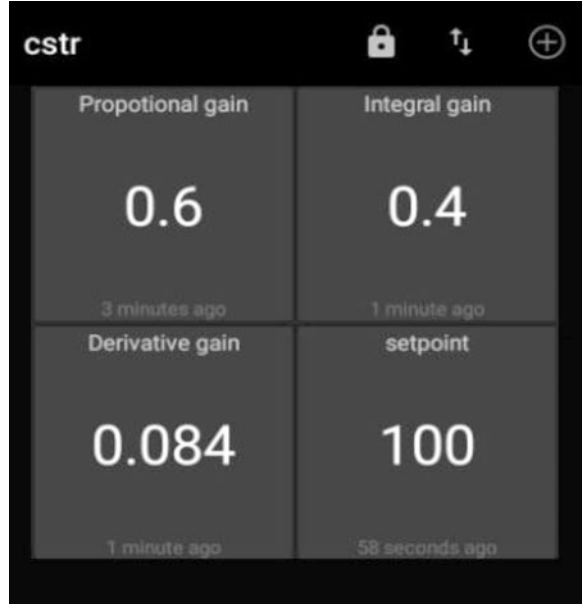 cstr
Propotional gain
Integral gain
0.6
0.4
3 minutes ago
1 minute ago
Derivative gain
setpoint
0.084
100
1 minute ago
58 seconds ago